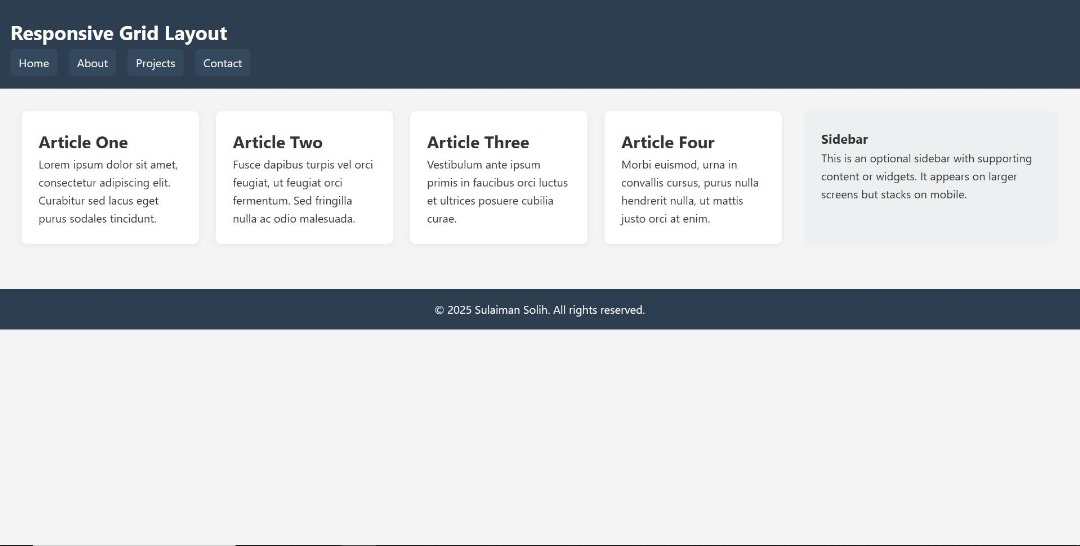 Responsive Grid Layout
Home About Projects Contact
Article One
Lorem ipsum dolor sit amet,
consectetur adipiscing elit.
Curabitur sed lacus eget
purus sodales tincidunt.
Article Two
Fusce dapibus turpis vel orci
feugiat, ut feugiat orci
fermentum. Sed fringilla
nulla ac odio malesuada.
Article Three
Vestibulum ante ipsum
primis in faucibus orci luctus
et ultrices posuere cubilia
curae.
Article Four
Morbi euismod, urna in
convallis cursus, purus nulla
hendrerit nulla, ut mattis
justo orci at enim.
Sidebar
This is an optional sidebar with supporting
content or widgets. It appears on larger
screens but stacks on mobile.
© 2025 Sulaiman Solih. All rights reserved.